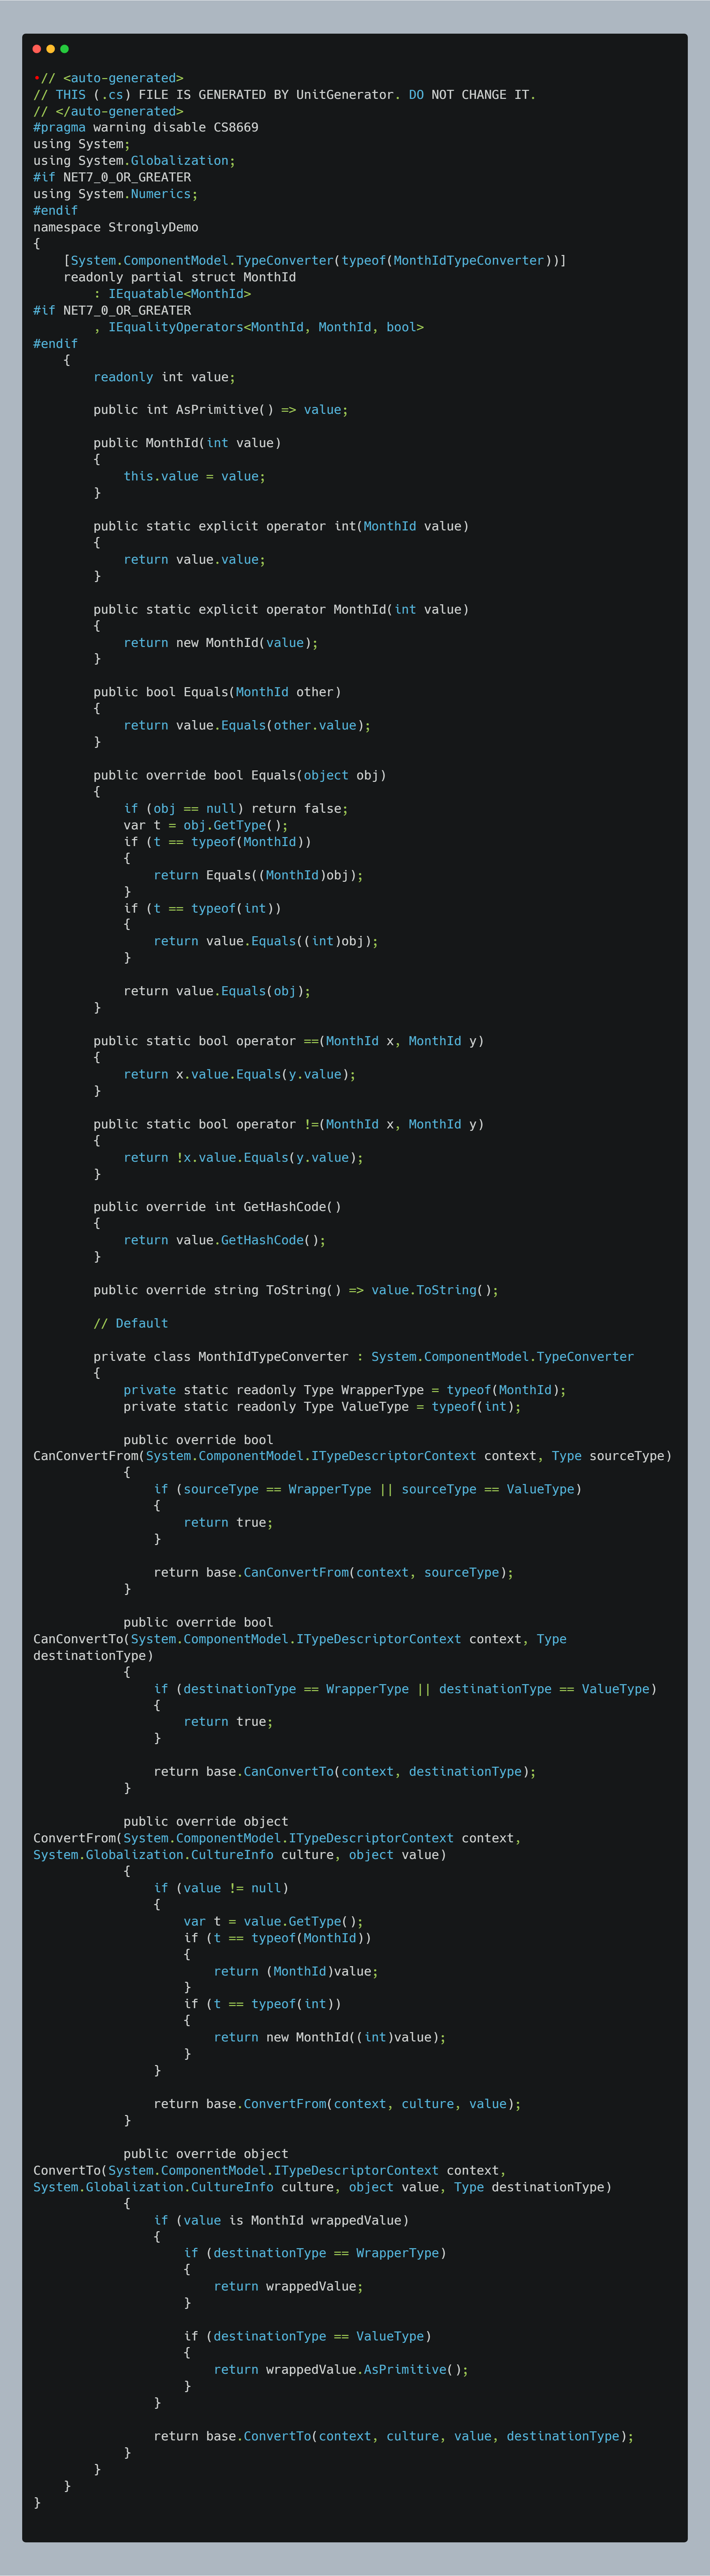 // <auto-generated>
// THIS (.cs) FILE IS GENERATED BY UnitGenerator. DO NOT CHANGE IT.
// </auto-generated>
#pragma warning disable CS8669
using System;
using System.Globalization;
#if NET7_0_OR_GREATER
using System.Numerics;
#endif
namespace StronglyDemo
{
    [System.ComponentModel.TypeConverter(typeof(MonthIdTypeConverter))]
    readonly partial struct MonthId
        : IEquatable<MonthId>
#if NET7_0_OR_GREATER
        , IEqualityOperators<MonthId, MonthId, bool>
#endif
    {
        readonly int value;

        public int AsPrimitive() => value;

        public MonthId(int value)
        {
            this.value = value;
        }

        public static explicit operator int(MonthId value)
        {
            return value.value;
        }

        public static explicit operator MonthId(int value)
        {
            return new MonthId(value);
        }

        public bool Equals(MonthId other)
        {
            return value.Equals(other.value);
        }

        public override bool Equals(object obj)
        {
            if (obj == null) return false;
            var t = obj.GetType();
            if (t == typeof(MonthId))
            {
                return Equals((MonthId)obj);
            }
            if (t == typeof(int))
            {
                return value.Equals((int)obj);
            }

            return value.Equals(obj);
        }

        public static bool operator ==(MonthId x, MonthId y)
        {
            return x.value.Equals(y.value);
        }

        public static bool operator !=(MonthId x, MonthId y)
        {
            return !x.value.Equals(y.value);
        }

        public override int GetHashCode()
        {
            return value.GetHashCode();
        }

        public override string ToString() => value.ToString();

        // Default

        private class MonthIdTypeConverter : System.ComponentModel.TypeConverter
        {
            private static readonly Type WrapperType = typeof(MonthId);
            private static readonly Type ValueType = typeof(int);

            public override bool
CanConvertFrom(System.ComponentModel.ITypeDescriptorContext context, Type sourceType)
            {
                if (sourceType == WrapperType || sourceType == ValueType)
                {
                    return true;
                }

                return base.CanConvertFrom(context, sourceType);
            }

            public override bool
CanConvertTo(System.ComponentModel.ITypeDescriptorContext context, Type
destinationType)
            {
                if (destinationType == WrapperType || destinationType == ValueType)
                {
                    return true;
                }

                return base.CanConvertTo(context, destinationType);
            }

            public override object
ConvertFrom(System.ComponentModel.ITypeDescriptorContext context,
System.Globalization.CultureInfo culture, object value)
            {
                if (value != null)
                {
                    var t = value.GetType();
                    if (t == typeof(MonthId))
                    {
                        return (MonthId)value;
                    }
                    if (t == typeof(int))
                    {
                        return new MonthId((int)value);
                    }
                }

                return base.ConvertFrom(context, culture, value);
            }

            public override object
ConvertTo(System.ComponentModel.ITypeDescriptorContext context,
System.Globalization.CultureInfo culture, object value, Type destinationType)
            {
                if (value is MonthId wrappedValue)
                {
                    if (destinationType == WrapperType)
                    {
                        return wrappedValue;
                    }

                    if (destinationType == ValueType)
                    {
                        return wrappedValue.AsPrimitive();
                    }
                }

                return base.ConvertTo(context, culture, value, destinationType);
            }
        }
    }
}